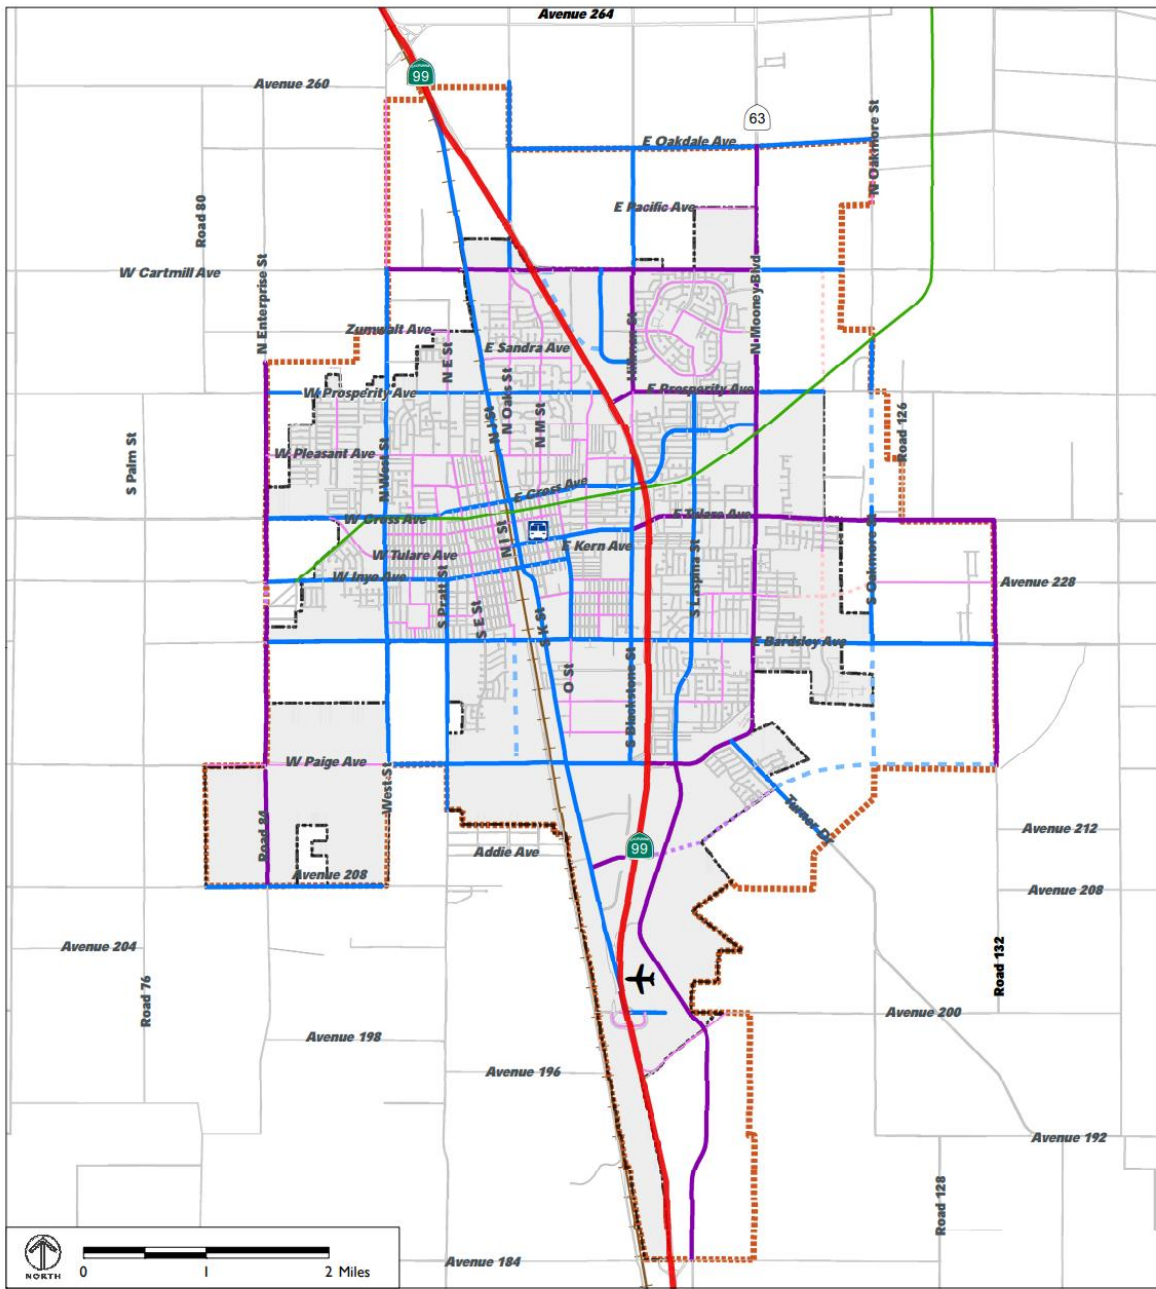 Avenue 264
99
Avenue 260
63
E Oakdale Ave
N Oakmore St
Road 80
E Pacific Ave
W Cartmill Ave
N Enterprise St
N Mooney Blvd
Zumwalt Ave
N E St
E Sandra Ave
W Prosperity Ave
E Prosperity Ave
N Oaks St
N M St
N J St
Road 126
S Palm St
W Pleasant Ave
N West St
E Cross Ave
W Cross Ave
E Tulare Ave
N I St
E Kern Ave
W Tulare Ave
W Inyo Ave
S Laspina St
S Oakmore St
Avenue 228
S Pratt St
S E St
S K St
E Bardsley Ave
O St
S Blackstone St
W Paige Ave
West St
Turner Dr
Road 84
99
Avenue 212
Addie Ave
Avenue 208
Avenue 208
Avenue 204
Road 76
Road 132
Avenue 200
Avenue 198
Avenue 196
Avenue 192
Road 128
Avenue 184
NORTH
0 1 2 Miles